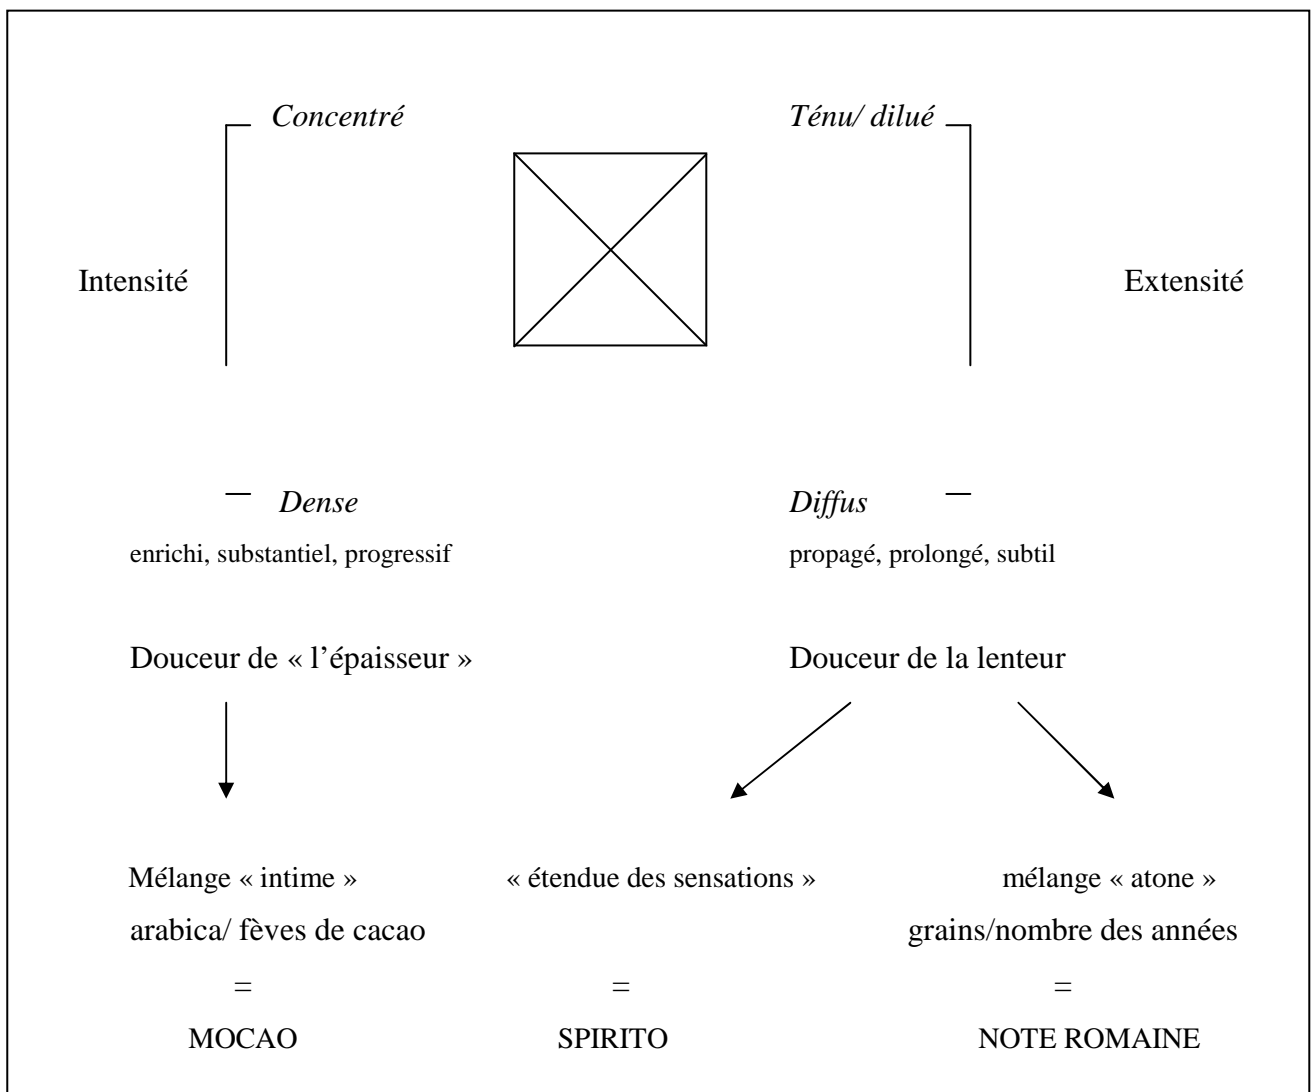 Concentré Ténu/ dilué
Intensité Extensité
Dense Diffus
enrichi, substantiel, progressif propagé, prolongé, subtil
Douceur de « l’épaisseur » Douceur de la lenteur
Mélange « intime » « étendue des sensations » mélange « atone »
arabica/ fèves de cacao grains/nombre des années
= = =
MOCAO SPIRITO NOTE ROMAINE